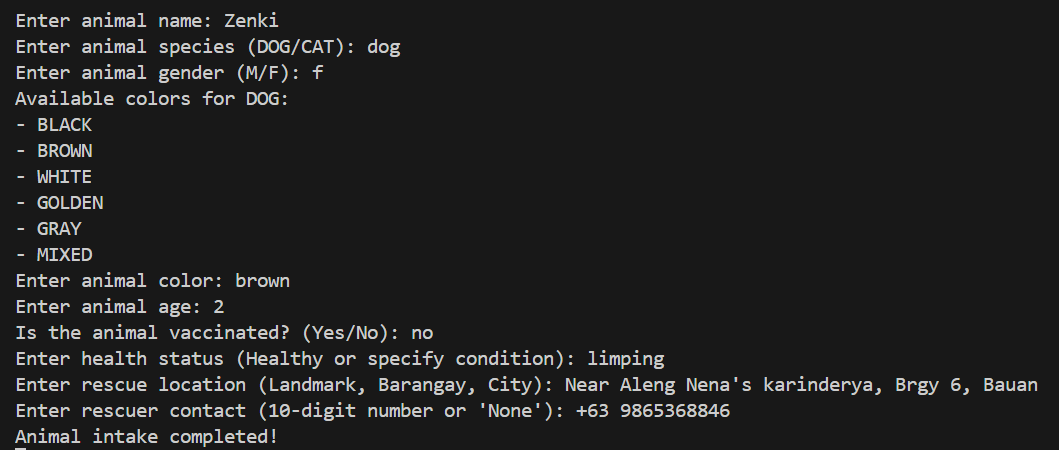 Enter animal name: Zenki
Enter animal species (DOG/CAT): dog
Enter animal gender (M/F): f
Available colors for DOG:
- BLACK
- BROWN
- WHITE
- GOLDEN
- GRAY
- MIXED
Enter animal color: brown
Enter animal age: 2
Is the animal vaccinated? (Yes/No): no
Enter health status (Healthy or specify condition): limping
Enter rescue location (Landmark, Barangay, City): Near Aleng Nena's karinderya, Brgy 6, Bauan
Enter rescuer contact (10-digit number or 'None'): +63 9865368846
Animal intake completed!